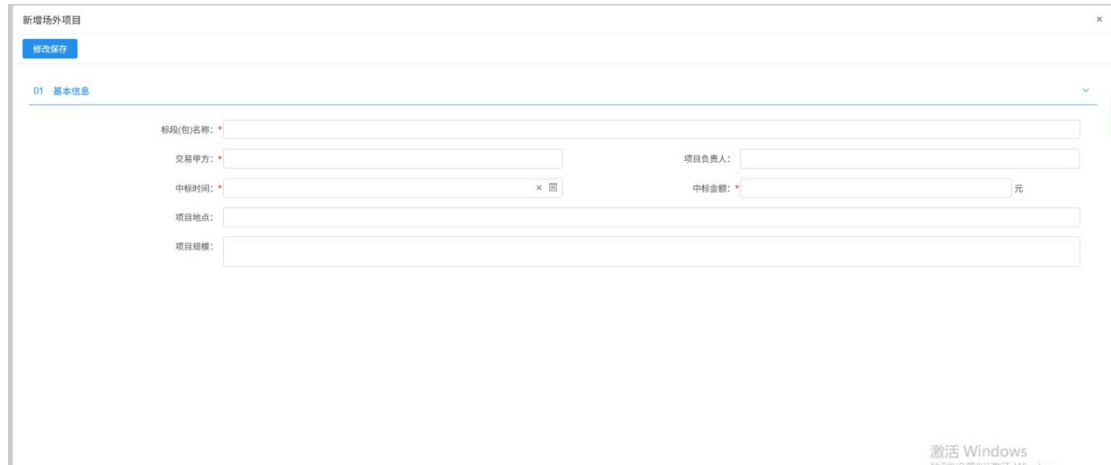 新增场外项目 ×
修改保存
01 基本信息
标段(包)名称：*
交易甲方：* 项目负责人：
中标时间：* × 中标金额：* 元
项目地点：
项目规模：
激活 Windows